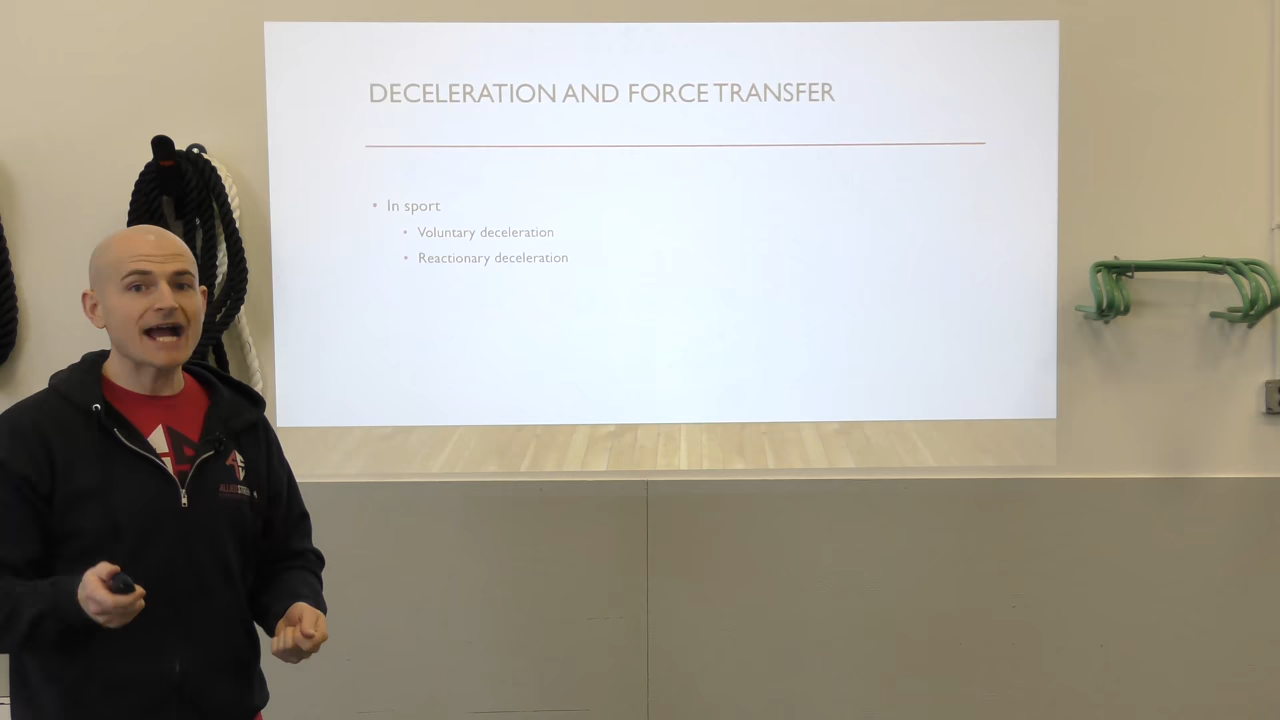 DECELERATION AND FORCE TRANSFER
• In sport
• Voluntary deceleration
• Reactionary deceleration